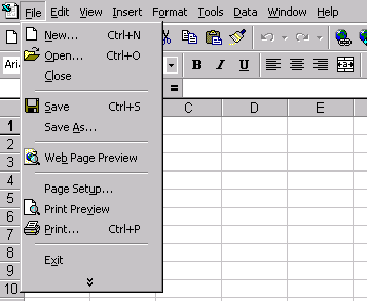 File Edit View Insert Format Tools Data Window Help
New... Ctrl+N
Open... Ctrl+O
Close
Save Ctrl+S
Save As...
Web Page Preview
Page Setup...
Print Preview
Print... Ctrl+P
Exit
B I U
=
C D E
1
2
3
4
5
6
7
8
9
10